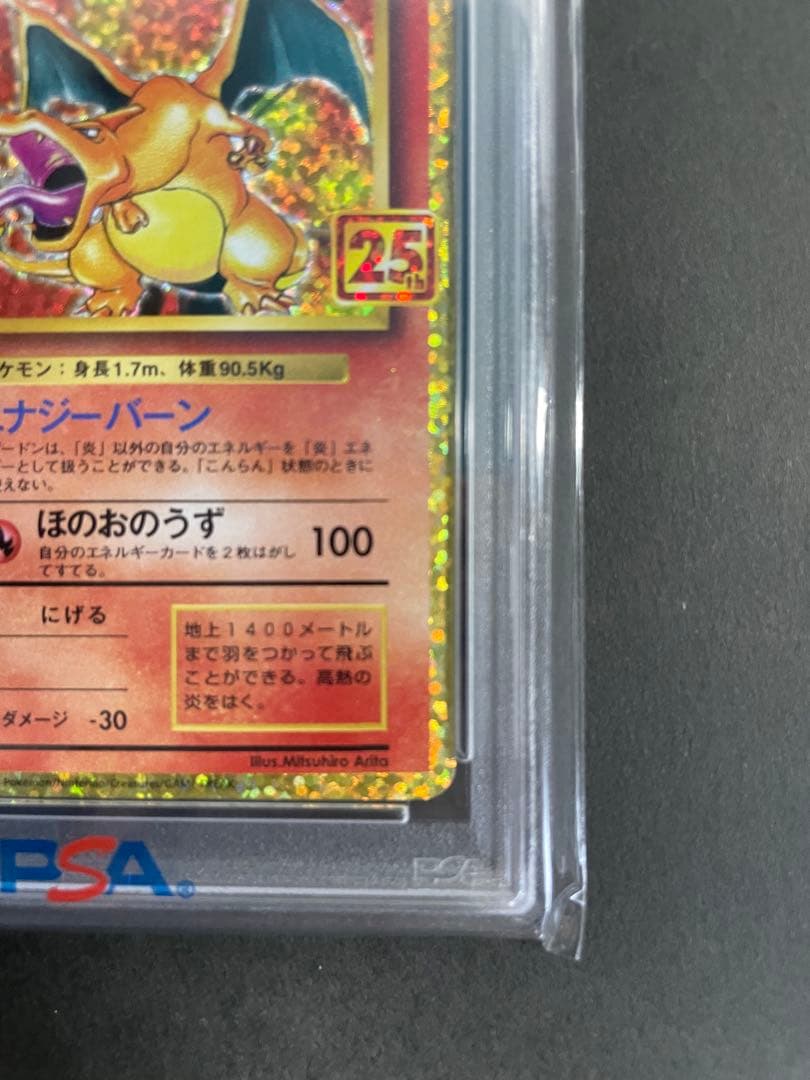 25th
ケモン:身長1.7m、体重90.5Kg
ナジーバーン
ードンは、「炎」以外の自分のエネルギーを「炎」エネ
ーとして扱うことができる。「こんらん」状態のときに
えない。
ほのおのうず 100
自分のエネルギーカードを2枚はがし
てすてる。
にげる
地上1400メートル
まで羽をつかって飛ぶ
ことができる。高熱の
炎をはく。
ダメージ -30
Illus.Mitsuhiro Arita
Pokémon/Nintendo/Creatures/GAME FREAK
PSA®
PSA